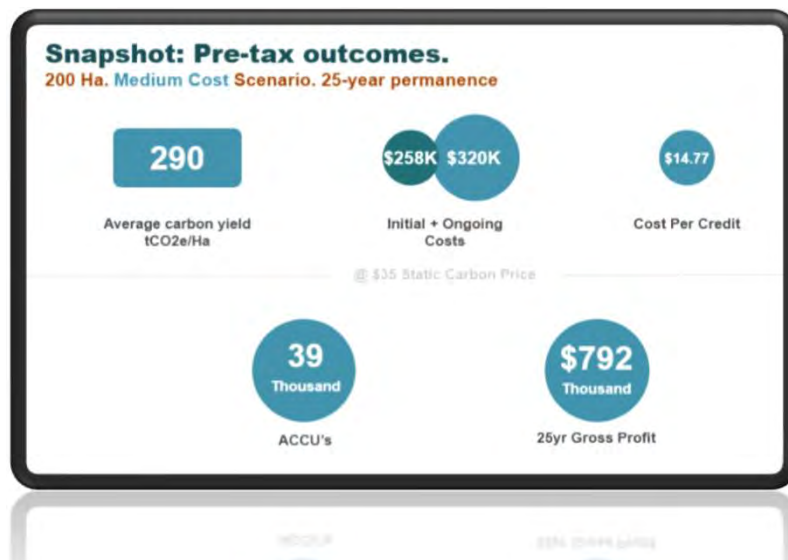 Snapshot: Pre-tax outcomes.
200 Ha. Medium Cost Scenario. 25-year permanence
290
$258K $320K
$14.77
Average carbon yield
tCO2e/Ha
Initial + Ongoing
Costs
Cost Per Credit
@ $35 Static Carbon Price
39
Thousand
$792
Thousand
ACCU's
25yr Gross Profit